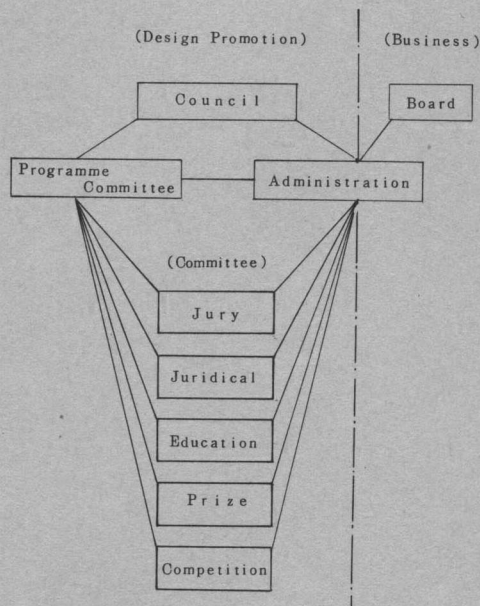 (Design Promotion)
(Business)
Council
Board
Programme
Committee
Administration
(Committee)
Jury
Juridical
Education
Prize
Competition